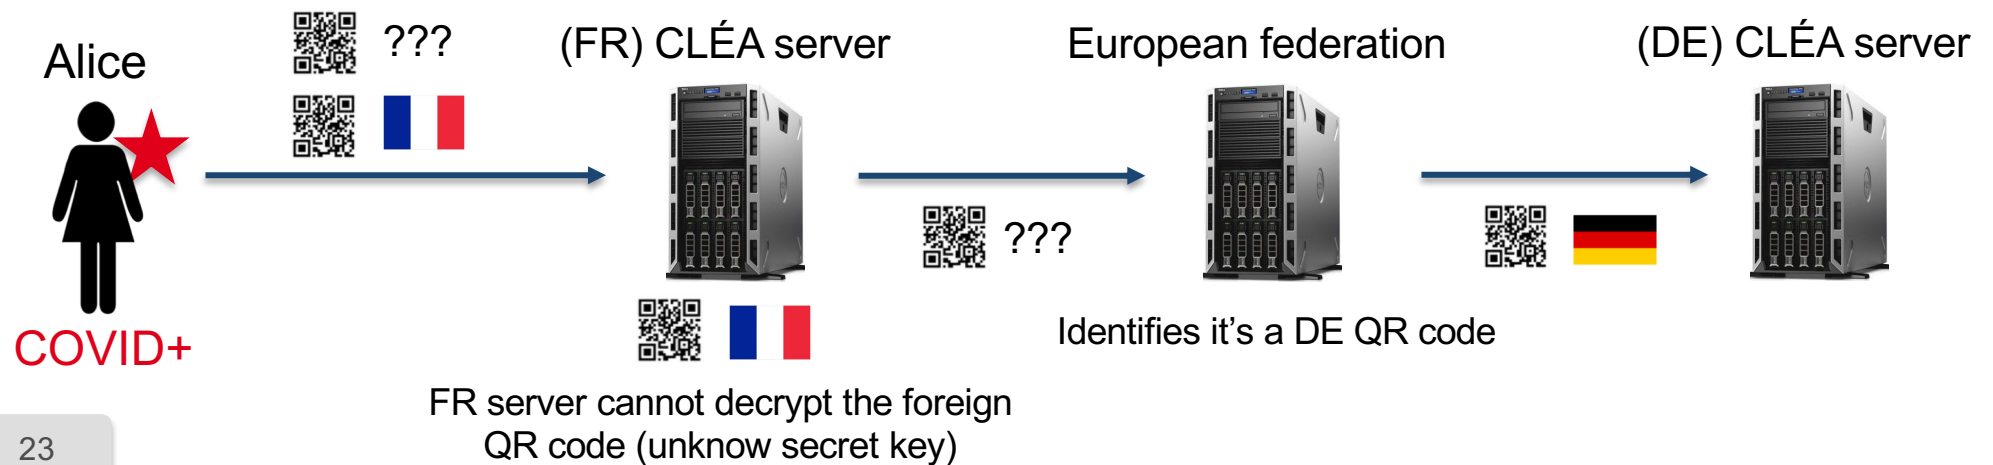 Alice
???
(FR) CLÉA server
European federation
(DE) CLÉA server
???
COVID+
Identifies it’s a DE QR code
FR server cannot decrypt the foreign
QR code (unknow secret key)
23